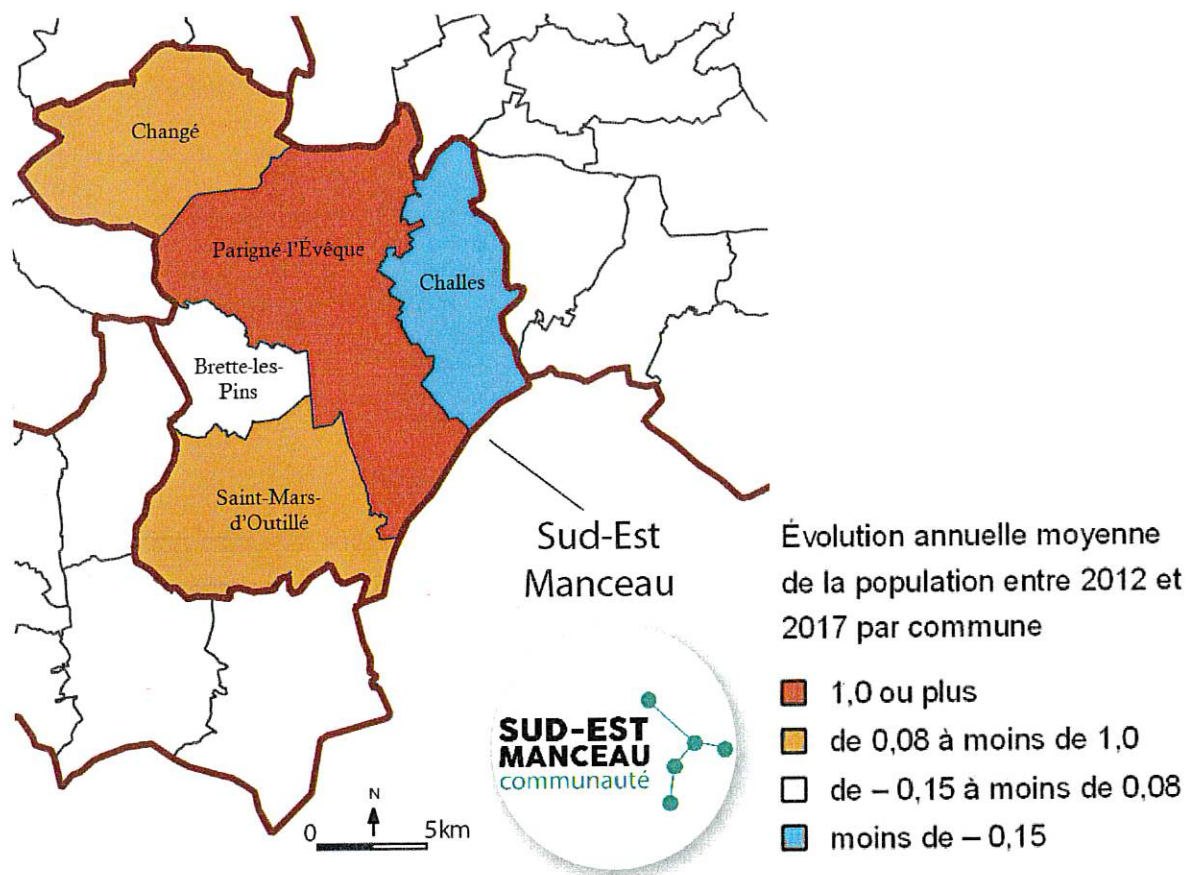 Changé
Parigné-l'Évêque
Challes
Brette-les-
Pins
Saint-Mars-
d'Outillé
Sud-Est
Manceau
Évolution annuelle moyenne
de la population entre 2012 et
2017 par commune
1,0 ou plus
de 0,08 à moins de 1,0
de – 0,15 à moins de 0,08
moins de – 0,15
SUD-EST
MANCEAU
communauté
N
0 5km